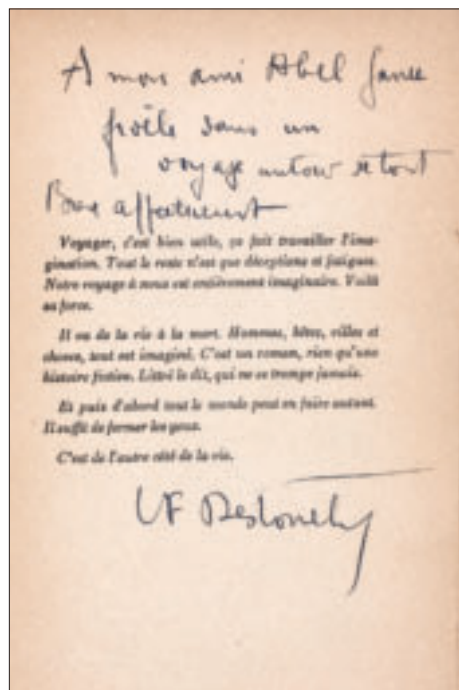 A mon ami Abel Gance
poète dans un
voyage autour
Bien affectueusement
Voyager, c'est bien utile, ça fait travailler l'ima-
gination. Tout le reste n'est que déceptions et fatigues.
Notre voyage à nous est entièrement imaginaire. Voilà
sa force.
Il va de la vie à la mort. Hommes, bêtes, villes et
choses, tout est imaginé. C'est un roman, rien qu'une
histoire fictive. Littré le dit, qui ne se trompe jamais.
Et puis d'abord tout le monde peut en faire autant.
Il suffit de fermer les yeux.
C'est de l'autre côté de la vie.
LF Destouches